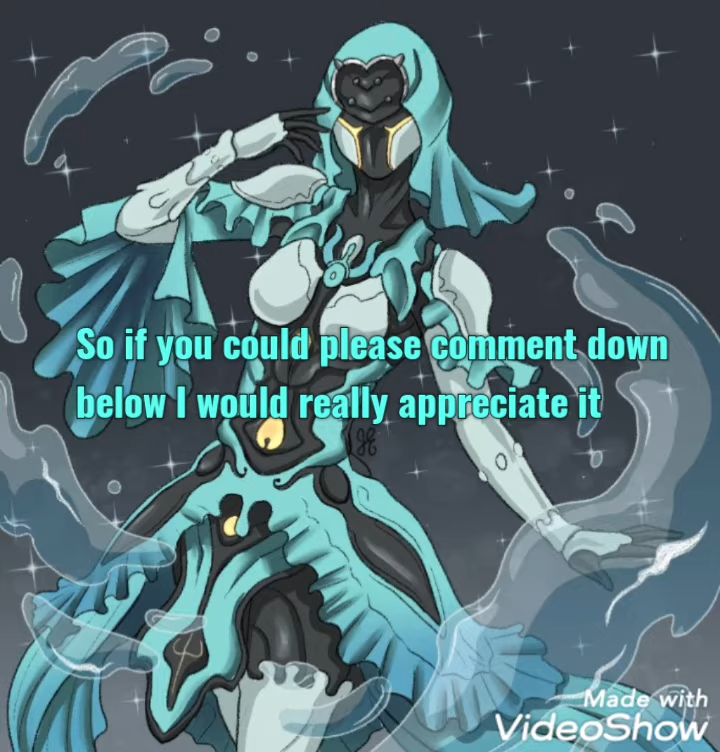 So if you could please comment down
below I would really appreciate it
Made with
VideoShow